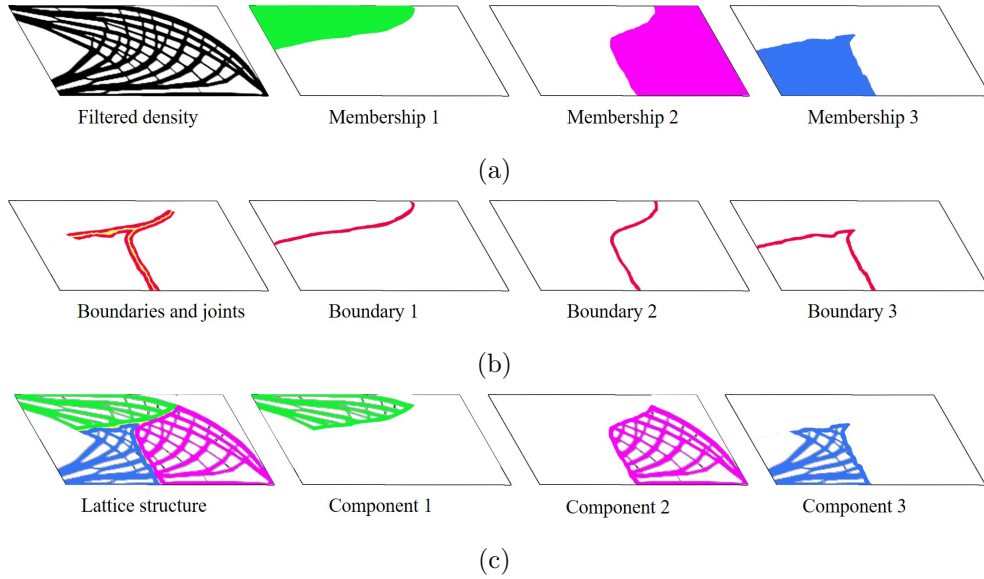 Filtered density Membership 1 Membership 2 Membership 3
(a)
Boundaries and joints Boundary 1 Boundary 2 Boundary 3
(b)
Lattice structure Component 1 Component 2 Component 3
(c)